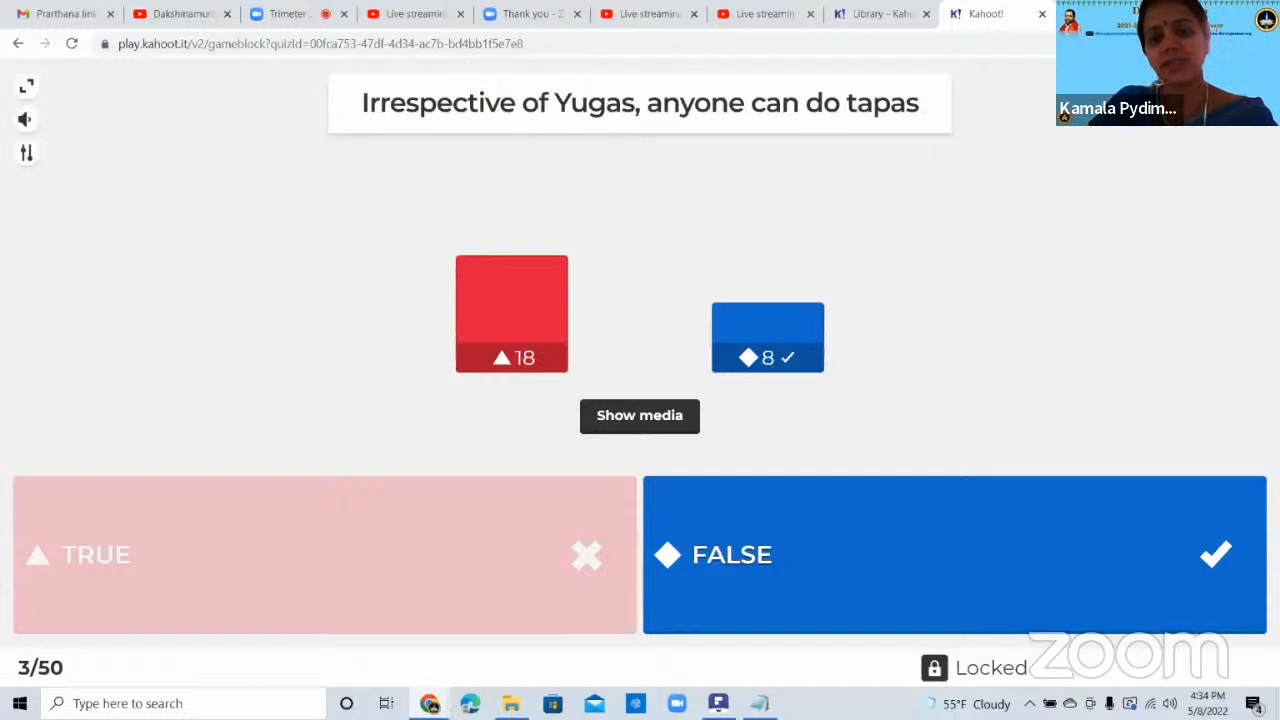 Prarthana link
Dakshinamur
Trimeter
Live streamin
Thank you - Z
Live streamin
Live streamin
Library - Kah
Kahoot!
play.kahoot.it/v2/gameblock?quizId=00fca753-47df-4d34-ac7b-bd4bb1f5e7e8
Irrespective of Yugas, anyone can do tapas
Kamala Pydim...
18
8
Show media
TRUE
FALSE
3/50
Locked
zoom
Type here to search
55°F Cloudy
4:34 PM
5/8/2022
4